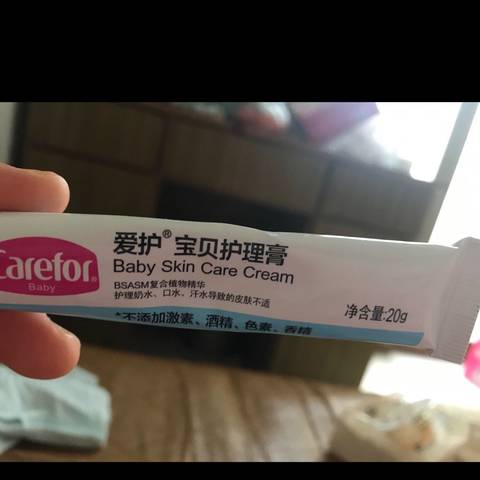 Carefor®
Baby
爱护®宝贝护理膏
Baby Skin Care Cream
BSASM复合植物精华
护理奶水、口水、汗水导致的皮肤不适
净含量:20g
*不添加激素、酒精、色素、香精